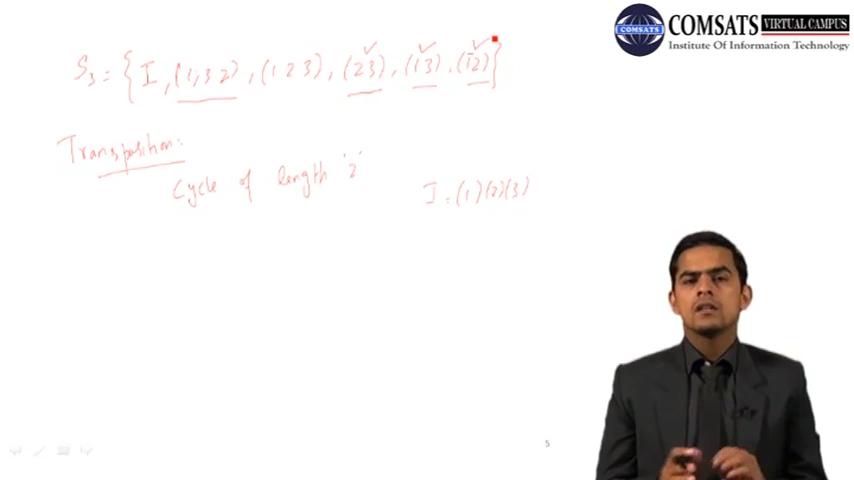 COMSATS
COMSATS VIRTUAL CAMPUS
Institute Of Information Technology
S₃ = { I, (1, 3 2), (1 2 3), (2 3), (1 3), (1 2) }
Transposition:
Cycle of length '2'
I = (1) (2) (3)
5